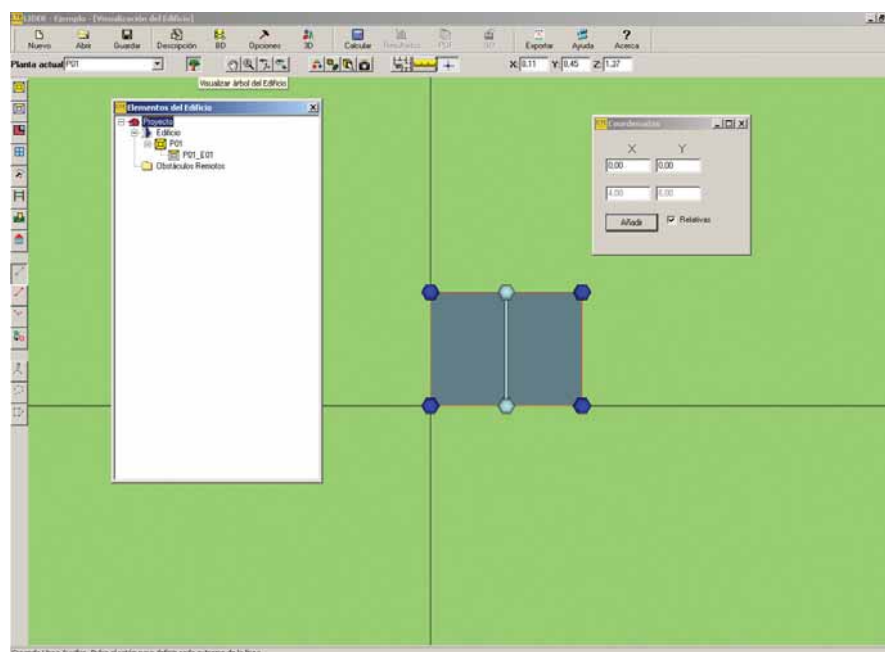 LIDER - Ejemplo - [Visualización del Edificio]
Nuevo Abrir Guardar Descripción BD Opciones 3D Calcular Resultados PDF Exportar Ayuda Acerca
Planta actual P01 X: 0,11 Y: 0,45 Z: 1,37
Visualizar árbol del Edificio
Elementos del Edificio
Proyecto
Edificio
P01
P01_E01
Obstáculos Remotos
Coordenadas
X Y
0,00 0,00
4,00
Añadir Relativas